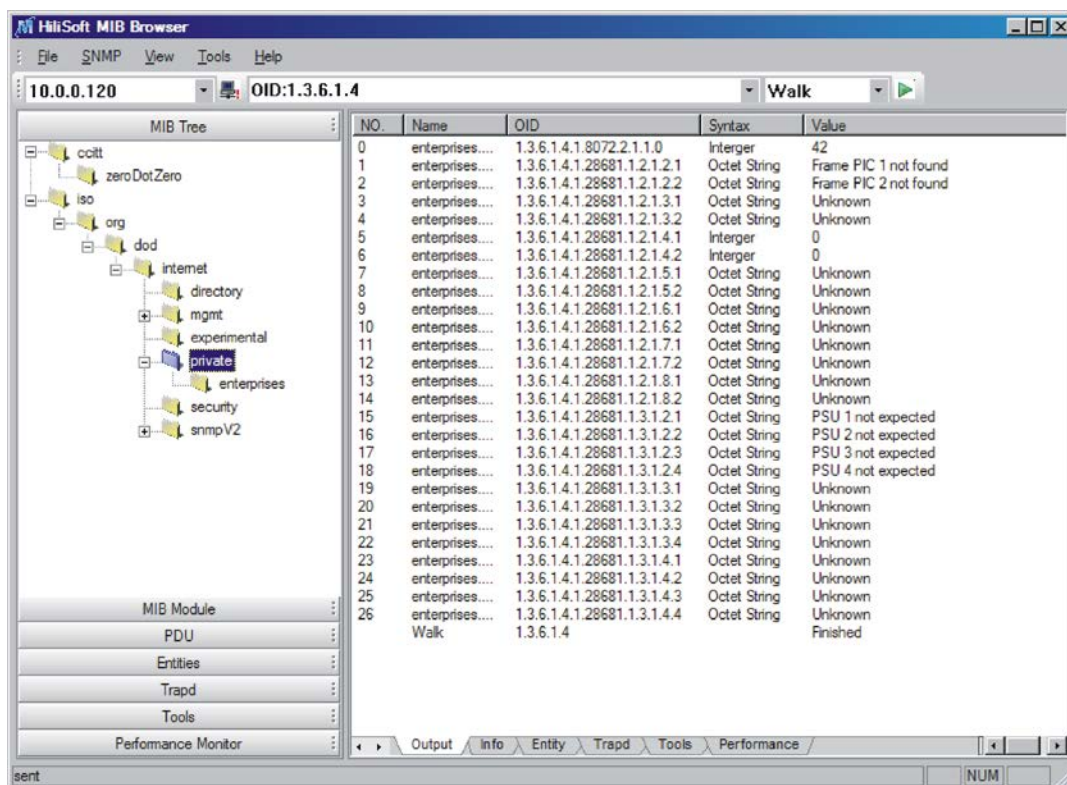 HiliSoft MIB Browser
File SNMP View Tools Help
10.0.0.120 OID:1.3.6.1.4 Walk
MIB Tree
ccitt
zeroDotZero
iso
org
dod
internet
directory
mgmt
experimental
private
enterprises
security
snmpV2
MIB Module
PDU
Entities
Trapd
Tools
Performance Monitor
NO. Name OID Syntax Value
0 enterprises.... 1.3.6.1.4.1.8072.2.1.1.0 Interger 42
1 enterprises.... 1.3.6.1.4.1.28681.1.2.1.2.1 Octet String Frame PIC 1 not found
2 enterprises.... 1.3.6.1.4.1.28681.1.2.1.2.2 Octet String Frame PIC 2 not found
3 enterprises.... 1.3.6.1.4.1.28681.1.2.1.3.1 Octet String Unknown
4 enterprises.... 1.3.6.1.4.1.28681.1.2.1.3.2 Octet String Unknown
5 enterprises.... 1.3.6.1.4.1.28681.1.2.1.4.1 Interger 0
6 enterprises.... 1.3.6.1.4.1.28681.1.2.1.4.2 Interger 0
7 enterprises.... 1.3.6.1.4.1.28681.1.2.1.5.1 Octet String Unknown
8 enterprises.... 1.3.6.1.4.1.28681.1.2.1.5.2 Octet String Unknown
9 enterprises.... 1.3.6.1.4.1.28681.1.2.1.6.1 Octet String Unknown
10 enterprises.... 1.3.6.1.4.1.28681.1.2.1.6.2 Octet String Unknown
11 enterprises.... 1.3.6.1.4.1.28681.1.2.1.7.1 Octet String Unknown
12 enterprises.... 1.3.6.1.4.1.28681.1.2.1.7.2 Octet String Unknown
13 enterprises.... 1.3.6.1.4.1.28681.1.2.1.8.1 Octet String Unknown
14 enterprises.... 1.3.6.1.4.1.28681.1.2.1.8.2 Octet String Unknown
15 enterprises.... 1.3.6.1.4.1.28681.1.3.1.2.1 Octet String PSU 1 not expected
16 enterprises.... 1.3.6.1.4.1.28681.1.3.1.2.2 Octet String PSU 2 not expected
17 enterprises.... 1.3.6.1.4.1.28681.1.3.1.2.3 Octet String PSU 3 not expected
18 enterprises.... 1.3.6.1.4.1.28681.1.3.1.2.4 Octet String PSU 4 not expected
19 enterprises.... 1.3.6.1.4.1.28681.1.3.1.3.1 Octet String Unknown
20 enterprises.... 1.3.6.1.4.1.28681.1.3.1.3.2 Octet String Unknown
21 enterprises.... 1.3.6.1.4.1.28681.1.3.1.3.3 Octet String Unknown
22 enterprises.... 1.3.6.1.4.1.28681.1.3.1.3.4 Octet String Unknown
23 enterprises.... 1.3.6.1.4.1.28681.1.3.1.4.1 Octet String Unknown
24 enterprises.... 1.3.6.1.4.1.28681.1.3.1.4.2 Octet String Unknown
25 enterprises.... 1.3.6.1.4.1.28681.1.3.1.4.3 Octet String Unknown
26 enterprises.... 1.3.6.1.4.1.28681.1.3.1.4.4 Octet String Unknown
Walk 1.3.6.1.4 Finished
Output Info Entity Trapd Tools Performance
sent NUM